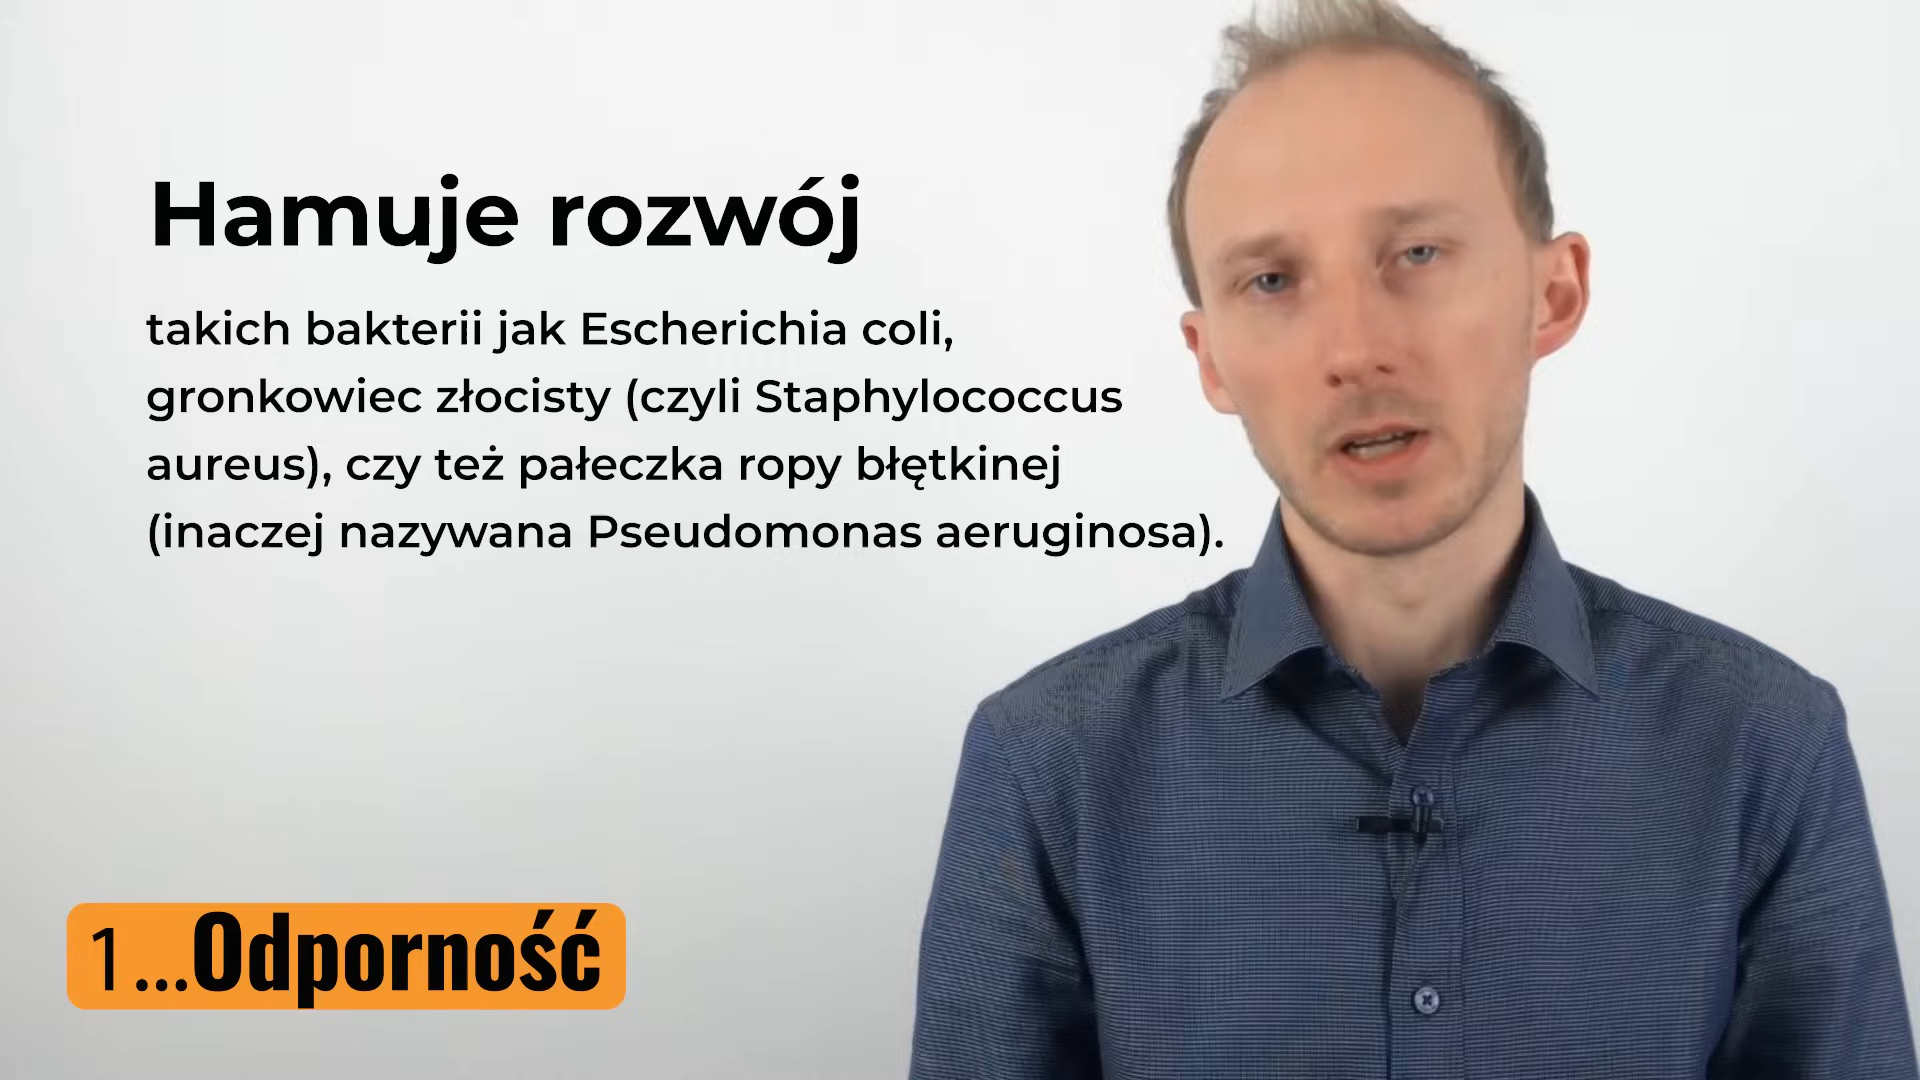 Hamuje rozwój
takich bakterii jak Escherichia coli,
gronkowiec złocisty (czyli Staphylococcus
aureus), czy też pałeczka ropy błętkinej
(inaczej nazywana Pseudomonas aeruginosa).
1...Odporność